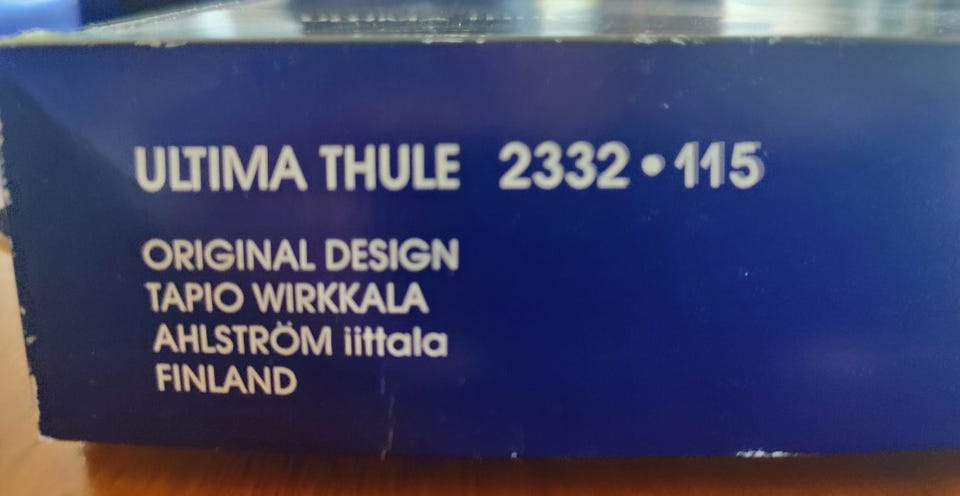 ULTIMA THULE 2332•115
ORIGINAL DESIGN
TAPIO WIRKKALA
AHLSTRÖM iittala
FINLAND